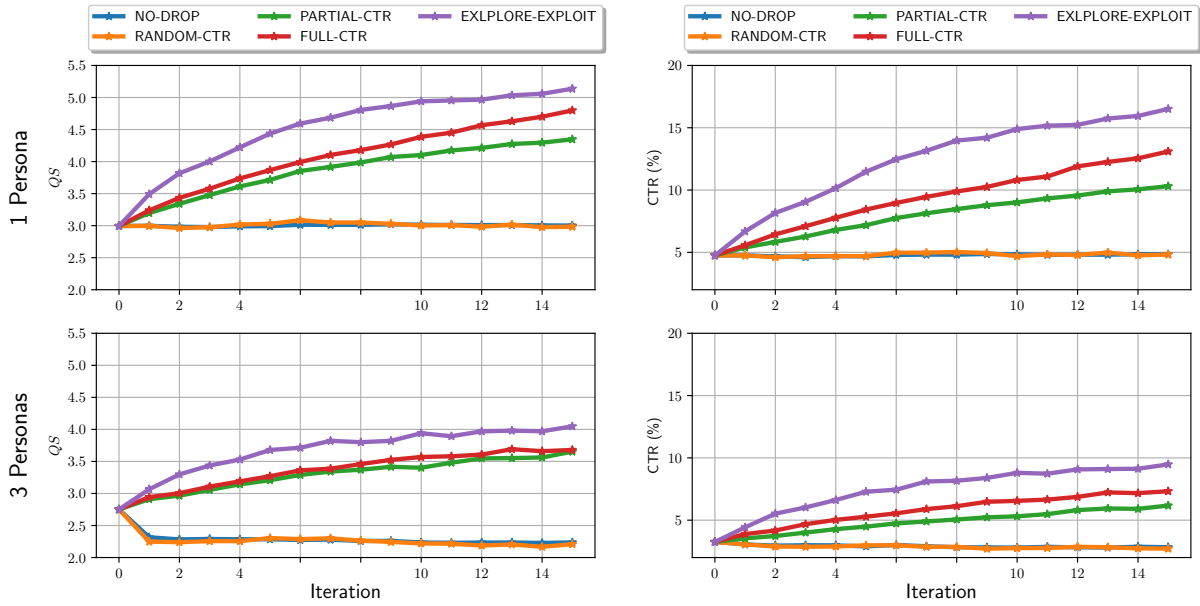 NO-DROP PARTIAL-CTR EXLPLORE-EXPLOIT
RANDOM-CTR FULL-CTR
NO-DROP PARTIAL-CTR EXLPLORE-EXPLOIT
RANDOM-CTR FULL-CTR
1 Persona
QS
5.5
5.0
4.5
4.0
3.5
3.0
2.5
2.0
0 2 4 10 12 14
CTR (%)
20
15
10
5
0 2 4 10 12 14
3 Personas
QS
5.5
5.0
4.5
4.0
3.5
3.0
2.5
2.0
0 2 4 10 12 14
Iteration
CTR (%)
20
15
10
5
0 2 4 10 12 14
Iteration